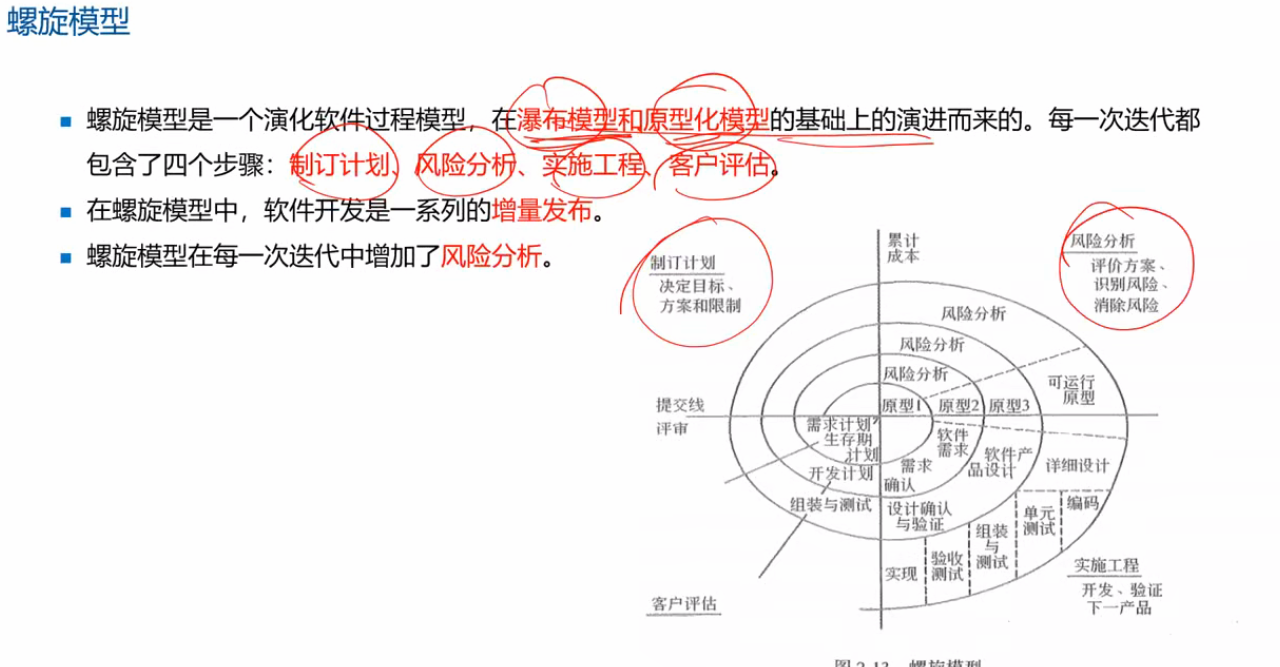 螺旋模型
螺旋模型是一个演化软件过程模型，在瀑布模型和原型化模型的基础上的演进而来的。每一次迭代都
包含了四个步骤：制订计划、风险分析、实施工程、客户评估。
在螺旋模型中，软件开发是一系列的增量发布。
螺旋模型在每一次迭代中增加了风险分析。
累计
成本
制订计划
决定目标、
方案和限制
风险分析
评价方案、
识别风险、
消除风险
风险分析
风险分析
风险分析
可运行
原型
提交线
评审
原型1
原型2
原型3
需求计划
生存期
计划
软件
需求
需求
确认
软件产
品设计
详细设计
开发计划
组装与测试
设计确认
与验证
组装
与
测试
单元
测试
编码
实现
验收
测试
实施工程
开发、验证
下一产品
客户评估
图 2-13 螺旋模型